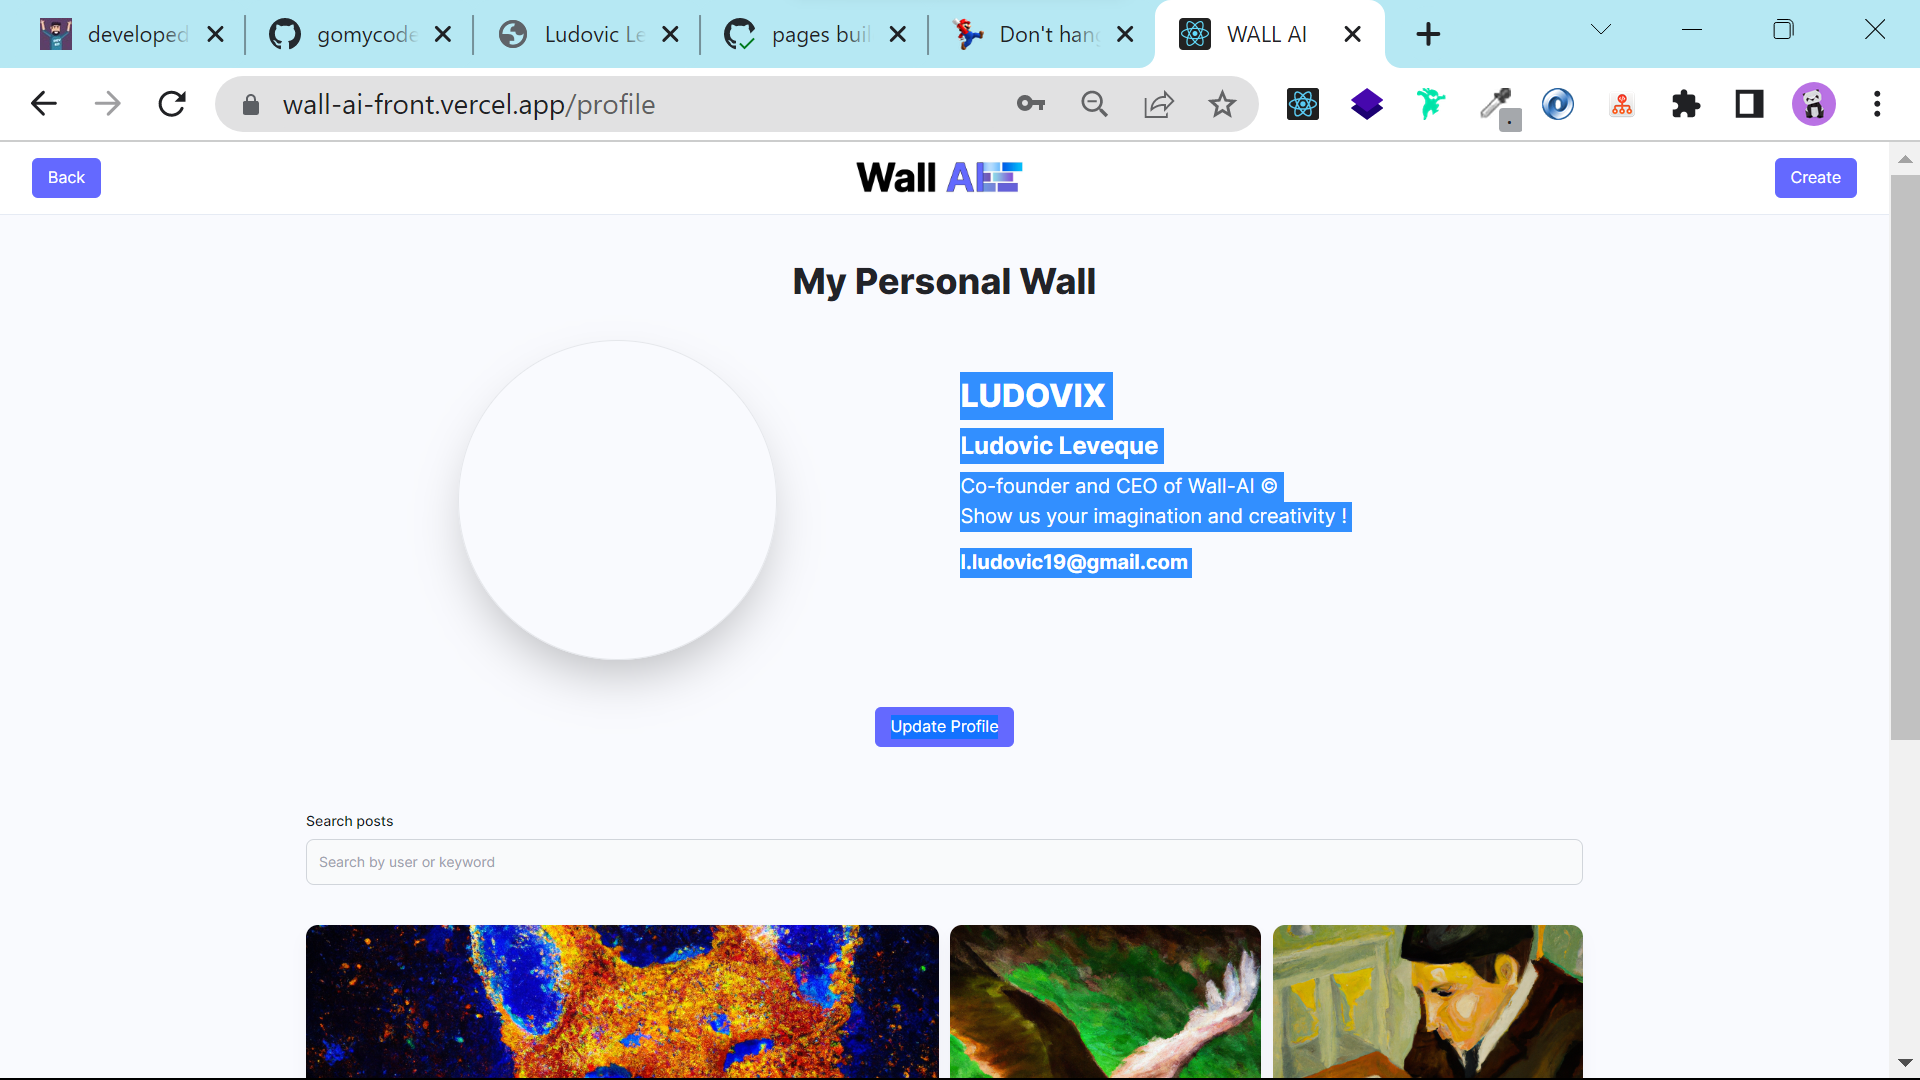 developed
gomycode
Ludovic Le
pages buil
Don't hang
WALL AI
wall-ai-front.vercel.app/profile
Back
Wall AI
Create
My Personal Wall
LUDOVIX
Ludovic Leveque
Co-founder and CEO of Wall-AI ©
Show us your imagination and creativity !
l.ludovic19@gmail.com
Update Profile
Search posts
Search by user or keyword